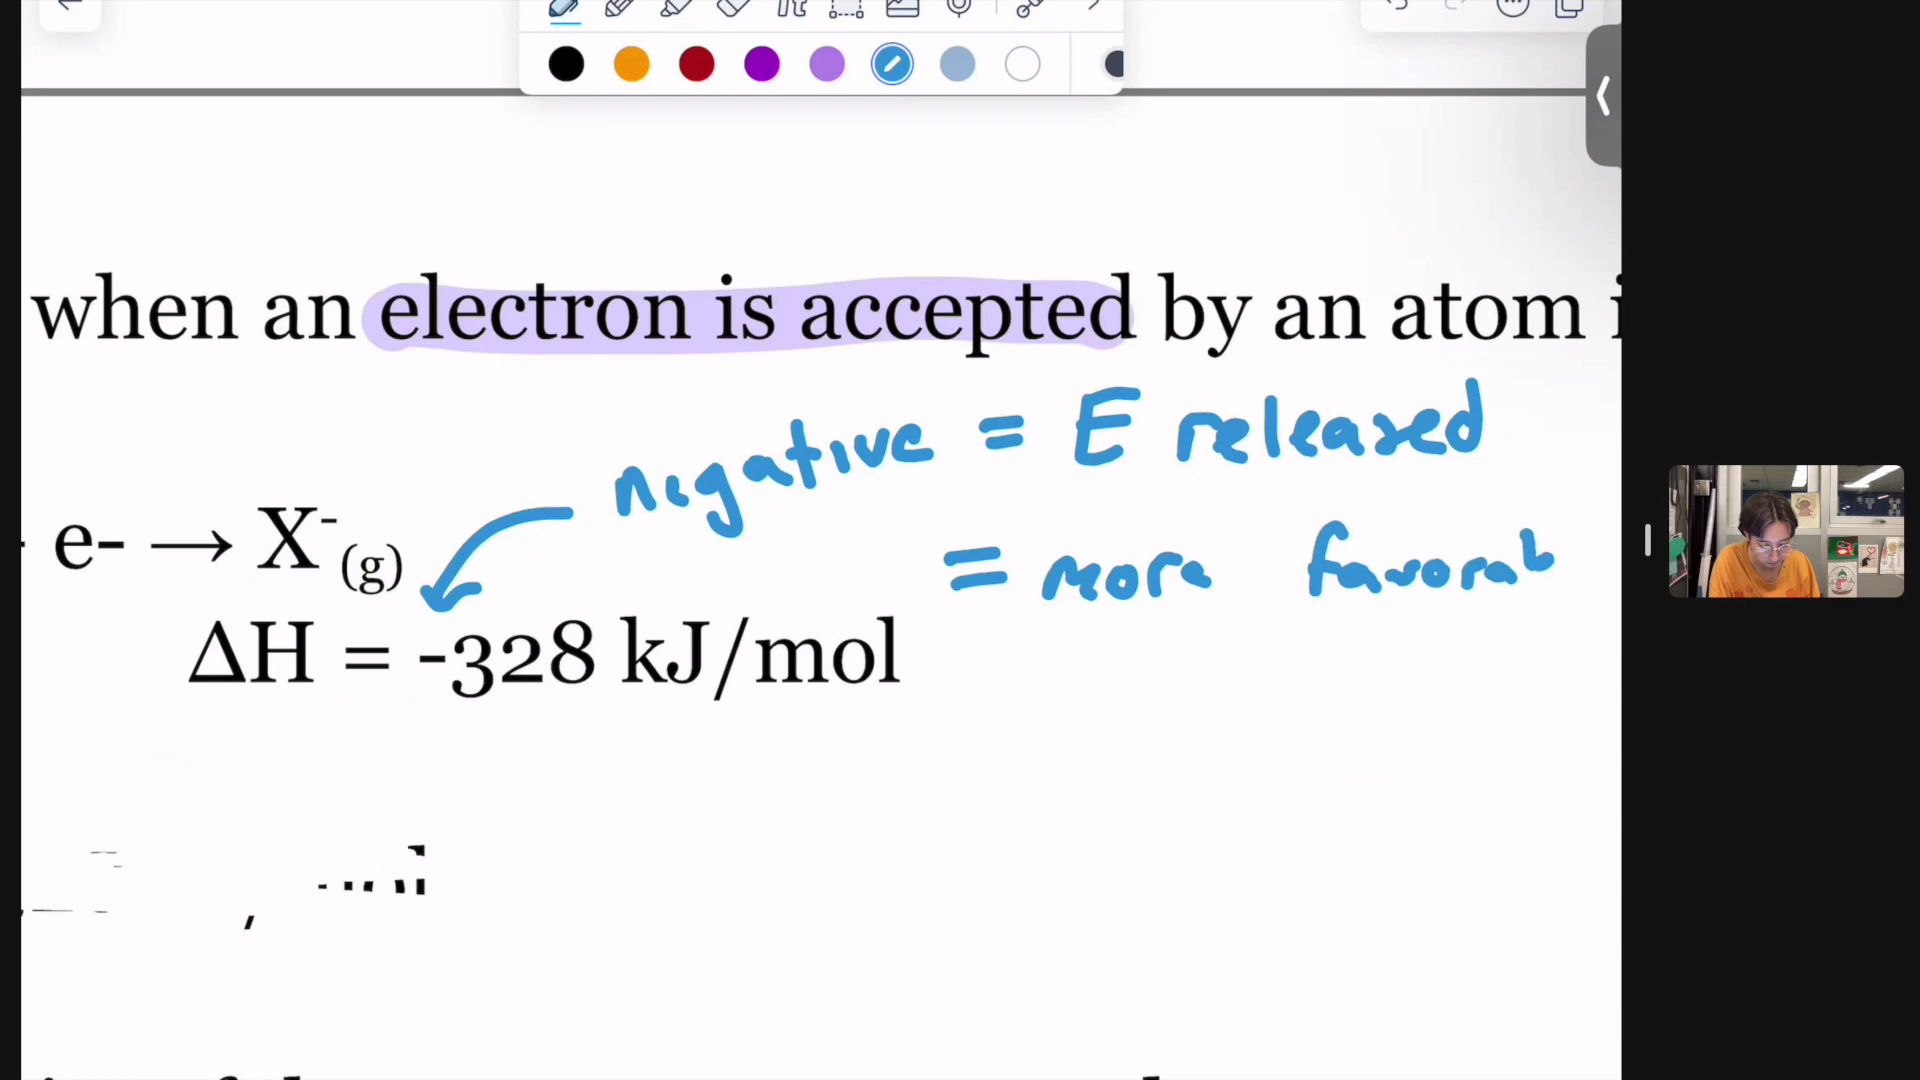 when an electron is accepted by an atom
negative = E released
= more favorab
e- → X-(g)
ΔH = -328 kJ/mol